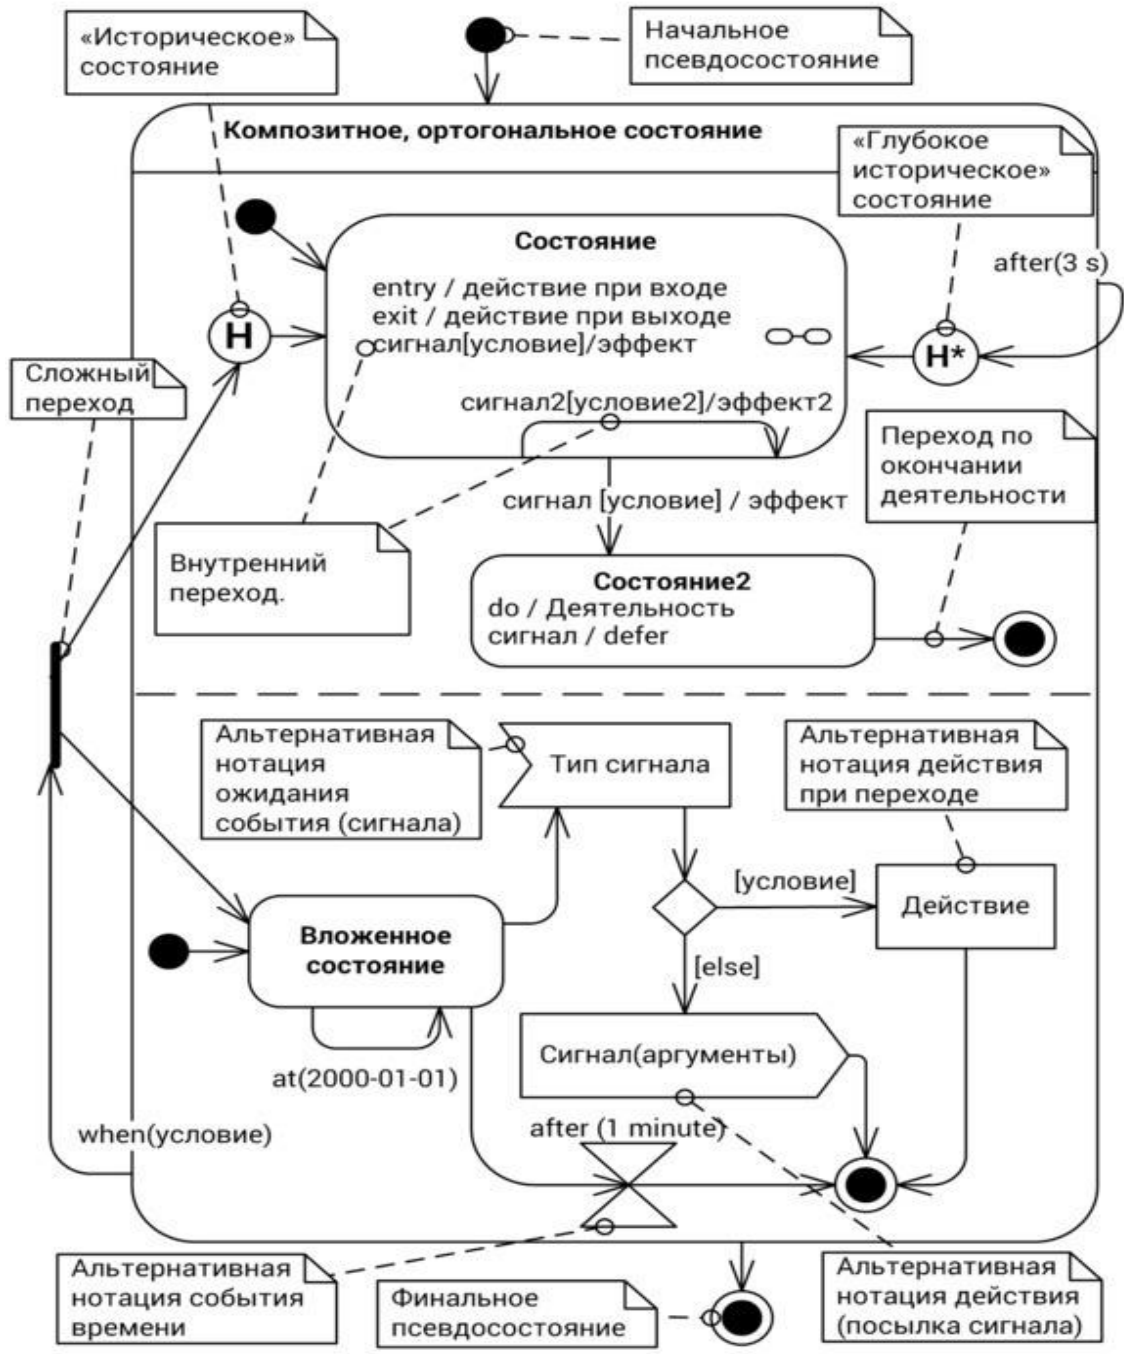 «Историческое»
состояние
Начальное
псевдосостояние
Композитное, ортогональное состояние
«Глубокое
историческое»
состояние
Состояние
entry / действие при входе
exit / действие при выходе
сигнал[условие]/эффект
after(3 s)
H
H*
Сложный
переход
сигнал2[условие2]/эффект2
Переход по
окончании
деятельности
сигнал [условие] / эффект
Внутренний
переход.
Состояние2
do / Деятельность
сигнал / defer
Альтернативная
нотация
ожидания
события (сигнала)
Тип сигнала
Альтернативная
нотация действия
при переходе
[условие]
Действие
Вложенное
состояние
[else]
Сигнал(аргументы)
at(2000-01-01)
when(условие)
after (1 minute)
Альтернативная
нотация события
времени
Финальное
псевдосостояние
Альтернативная
нотация действия
(посылка сигнала)